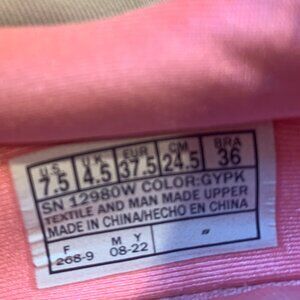 U.S UK EUR CM BRA
7.5 4.5 37.5 24.5 36
SN 12980W COLOR:GYPK
TEXTILE AND MAN MADE UPPER
MADE IN CHINA/HECHO EN CHINA
F M Y
268-9 08-22